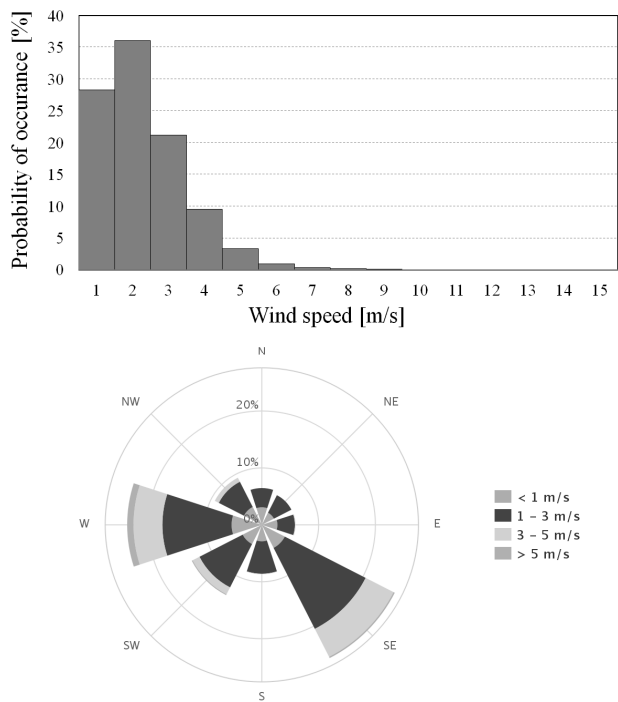 Probability of occurance [%]
40
35
30
25
20
15
10
5
0
1 2 3 4 5 6 7 8 9 10 11 12 13 14 15
Wind speed [m/s]
N
NW
NE
20%
10%
0%
W
E
SW
SE
S
< 1 m/s
1 – 3 m/s
3 – 5 m/s
> 5 m/s